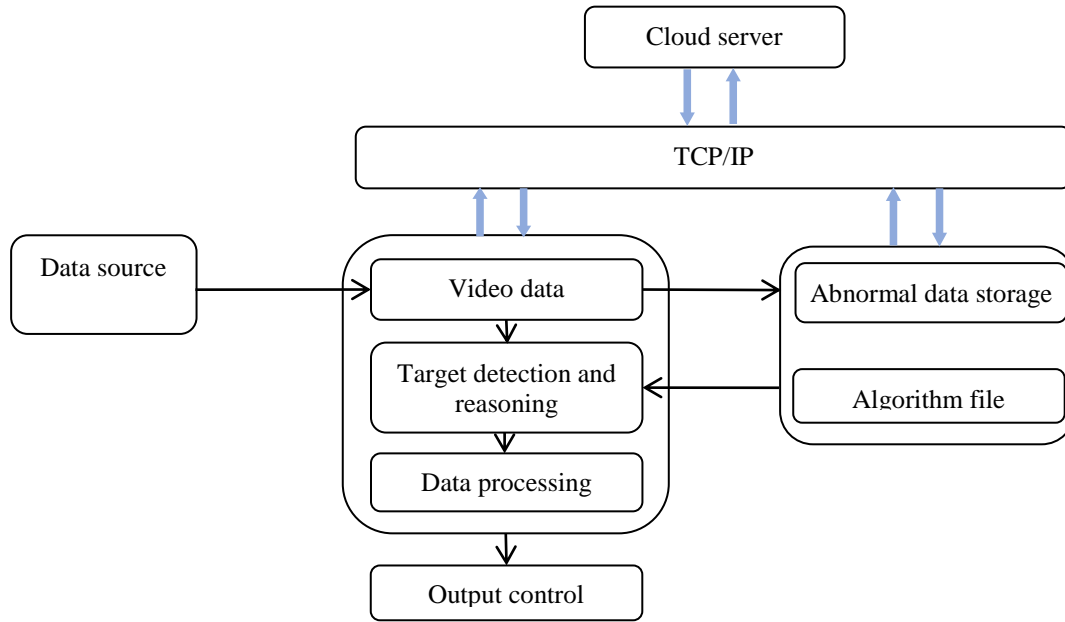 Cloud server
TCP/IP
Data source
Video data
Abnormal data storage
Target detection and
reasoning
Algorithm file
Data processing
Output control